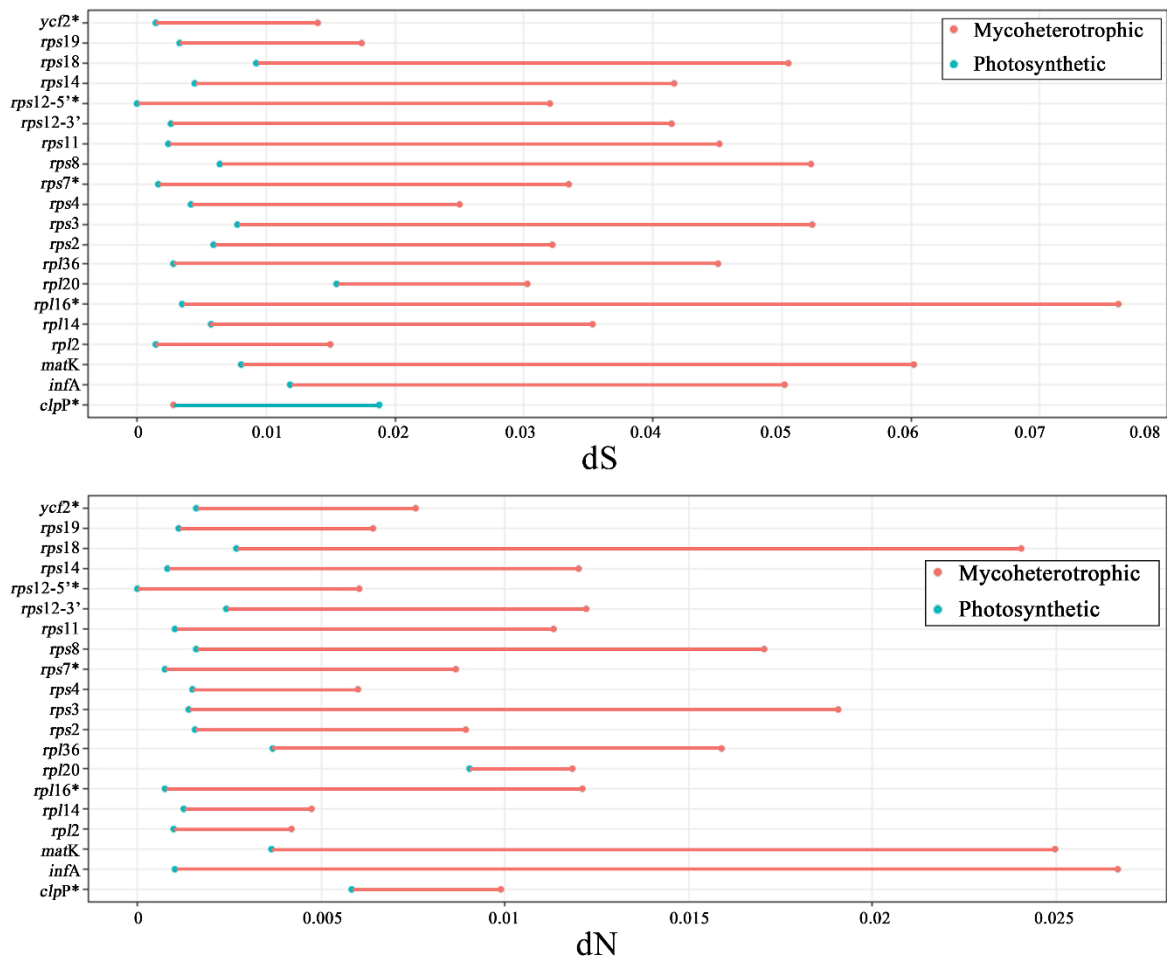 ycf2*
rps19
rps18
rps14
rps12-5’*
rps12-3’
rps11
rps8
rps7*
rps4
rps3
rps2
rpl36
rpl20
rpl16*
rpl14
rpl2
matK
infA
clpP*
Mycoheterotrophic
Photosynthetic
0 0.01 0.02 0.03 0.04 0.05 0.06 0.07 0.08
dS
ycf2*
rps19
rps18
rps14
rps12-5’*
rps12-3’
rps11
rps8
rps7*
rps4
rps3
rps2
rpl36
rpl20
rpl16*
rpl14
rpl2
matK
infA
clpP*
Mycoheterotrophic
Photosynthetic
0 0.005 0.01 0.015 0.02 0.025
dN